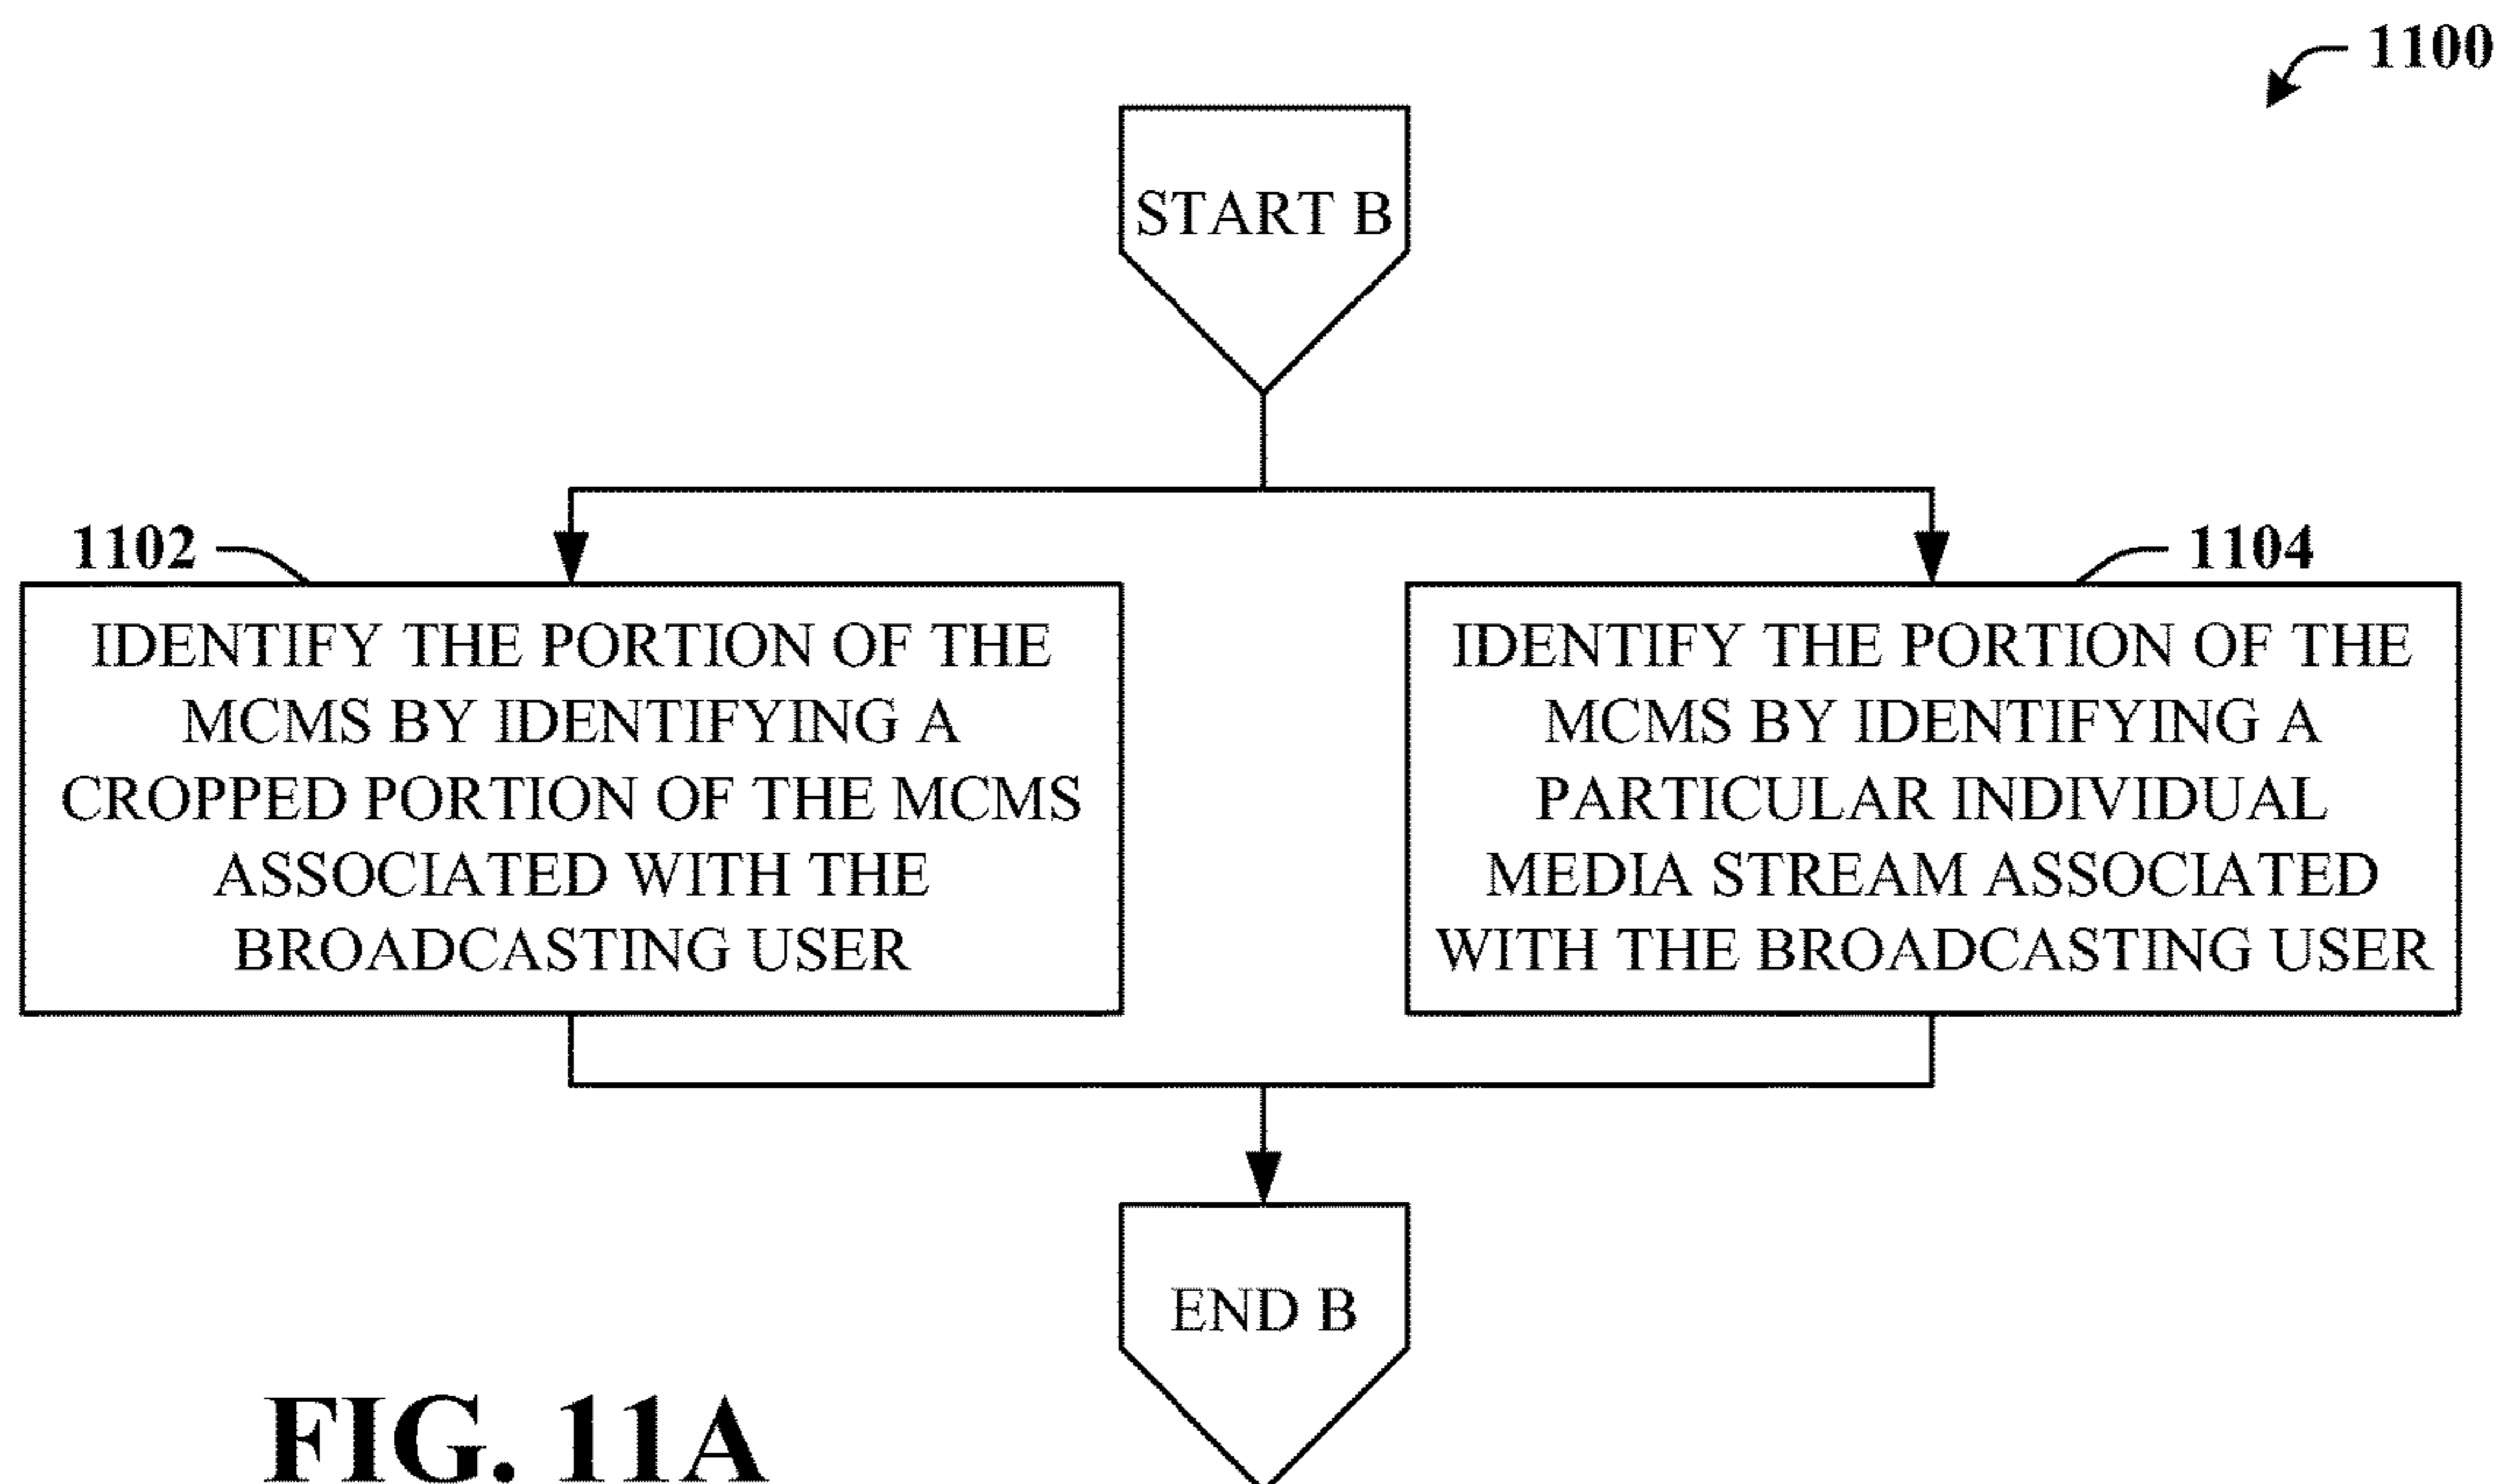 1100
START B
1102
1104
IDENTIFY THE PORTION OF THE
MCMS BY IDENTIFYING A
CROPPED PORTION OF THE MCMS
ASSOCIATED WITH THE
BROADCASTING USER
IDENTIFY THE PORTION OF THE
MCMS BY IDENTIFYING A
PARTICULAR INDIVIDUAL
MEDIA STREAM ASSOCIATED
WITH THE BROADCASTING USER
END B
FIG. 11A